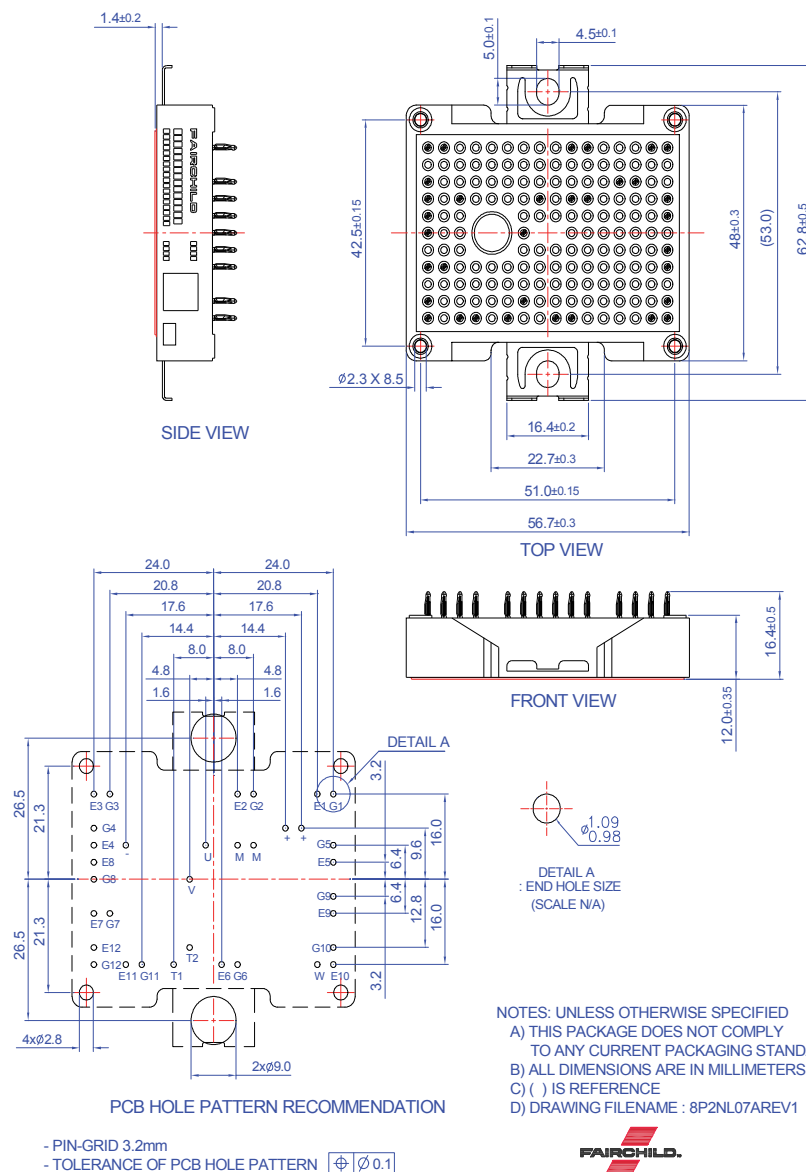 1.4±0.2
5.0±0.1
4.5±0.1
FAIRCHILD
42.5±0.15
48±0.3
(53.0)
62.8±0.5
Ø2.3 X 8.5
SIDE VIEW
16.4±0.2
22.7±0.3
51.0±0.15
56.7±0.3
TOP VIEW
24.0 24.0
20.8 20.8
17.6 17.6
14.4 14.4
8.0 8.0
4.8 4.8
1.6 1.6
16.4±0.5
12.0±0.35
FRONT VIEW
DETAIL A
26.5
21.3
3.2
E3 G3 E2 G2 E1 G1
G4 + +
E4 - U M M G5
E8 E5
G8 V
G9
E7 G7 E9
E12 T2 G10
G12 E11 G11 T1 E6 G6 W E10
6.4
9.6
16.0
6.4
12.8
16.0
3.2
21.3
26.5
4xØ2.8
2xØ9.0
Ø1.09
0.98
DETAIL A
: END HOLE SIZE
(SCALE N/A)
PCB HOLE PATTERN RECOMMENDATION
- PIN-GRID 3.2mm
- TOLERANCE OF PCB HOLE PATTERN ⌖ Ø 0.1
NOTES: UNLESS OTHERWISE SPECIFIED
A) THIS PACKAGE DOES NOT COMPLY
TO ANY CURRENT PACKAGING STAND
B) ALL DIMENSIONS ARE IN MILLIMETERS
C) ( ) IS REFERENCE
D) DRAWING FILENAME : 8P2NL07AREV1
FAIRCHILD.